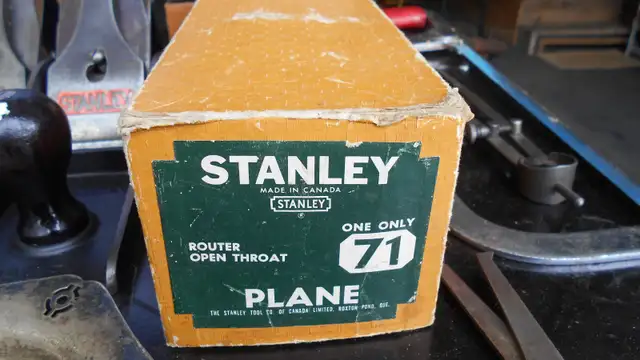 STANLEY
STANLEY
MADE IN CANADA
STANLEY
ONE ONLY
ROUTER
OPEN THROAT
71
PLANE
THE STANLEY TOOL CO. OF CANADA LIMITED, ROXTON POND, QUE.